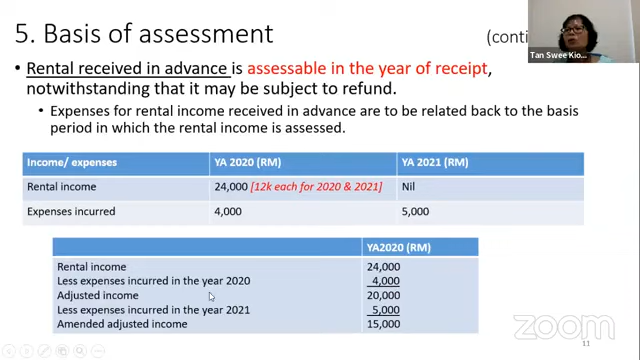 5. Basis of assessment
(conti
Tan Swee Kio...
• Rental received in advance is assessable in the year of receipt,
notwithstanding that it may be subject to refund.
• Expenses for rental income received in advance are to be related back to the basis
period in which the rental income is assessed.
Income/ expenses YA 2020 (RM) YA 2021 (RM)
Rental income 24,000 [12k each for 2020 & 2021] Nil
Expenses incurred 4,000 5,000
YA2020 (RM)
Rental income 24,000
Less expenses incurred in the year 2020 4,000
Adjusted income 20,000
Less expenses incurred in the year 2021 5,000
Amended adjusted income 15,000
zoom
11